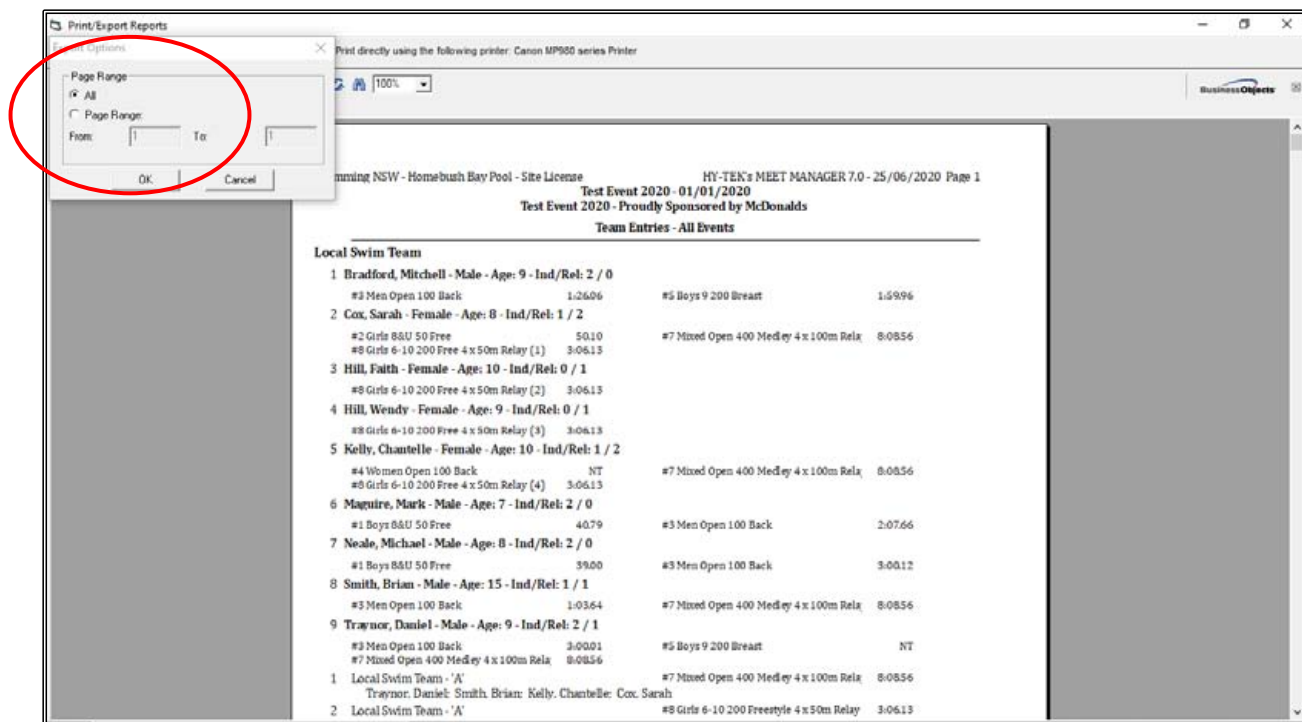 Print/Export Reports
Export Options
Print directly using the following printer: Canon MP980 series Printer
Page Range
All
Page Range:
From: 1 To: 1
OK Cancel
100%
BusinessObjects
mming NSW - Homebush Bay Pool - Site License HY-TEK's MEET MANAGER 7.0 - 25/06/2020 Page 1
Test Event 2020 - 01/01/2020
Test Event 2020 - Proudly Sponsored by McDonalds
Team Entries - All Events
Local Swim Team
1 Bradford, Mitchell - Male - Age: 9 - Ind/Rel: 2 / 0
#3 Men Open 100 Back 1:26.06 #5 Boys 9 200 Breast 1:59.96
2 Cox, Sarah - Female - Age: 8 - Ind/Rel: 1 / 2
#2 Girls 8&U 50 Free 50.10 #7 Mixed Open 400 Medley 4 x 100m Rela 8:08.56
#8 Girls 6-10 200 Free 4 x 50m Relay (1) 3:06.13
3 Hill, Faith - Female - Age: 10 - Ind/Rel: 0 / 1
#8 Girls 6-10 200 Free 4 x 50m Relay (2) 3:06.13
4 Hill, Wendy - Female - Age: 9 - Ind/Rel: 0 / 1
#8 Girls 6-10 200 Free 4 x 50m Relay (3) 3:06.13
5 Kelly, Chantelle - Female - Age: 10 - Ind/Rel: 1 / 2
#4 Women Open 100 Back NT #7 Mixed Open 400 Medley 4 x 100m Rela 8:08.56
#8 Girls 6-10 200 Free 4 x 50m Relay (4) 3:06.13
6 Maguire, Mark - Male - Age: 7 - Ind/Rel: 2 / 0
#1 Boys 8&U 50 Free 40.79 #3 Men Open 100 Back 2:07.66
7 Neale, Michael - Male - Age: 8 - Ind/Rel: 2 / 0
#1 Boys 8&U 50 Free 39.00 #3 Men Open 100 Back 3:00.12
8 Smith, Brian - Male - Age: 15 - Ind/Rel: 1 / 1
#3 Men Open 100 Back 1:03.64 #7 Mixed Open 400 Medley 4 x 100m Rela 8:08.56
9 Traynor, Daniel - Male - Age: 9 - Ind/Rel: 2 / 1
#3 Men Open 100 Back 3:00.01 #5 Boys 9 200 Breast NT
#7 Mixed Open 400 Medley 4 x 100m Rela 8:08.56
1 Local Swim Team - 'A' #7 Mixed Open 400 Medley 4 x 100m Rela 8:08.56
Traynor, Daniel; Smith, Brian; Kelly, Chantelle; Cox, Sarah
2 Local Swim Team - 'A' #8 Girls 6-10 200 Freestyle 4 x 50m Relay 3:06.13